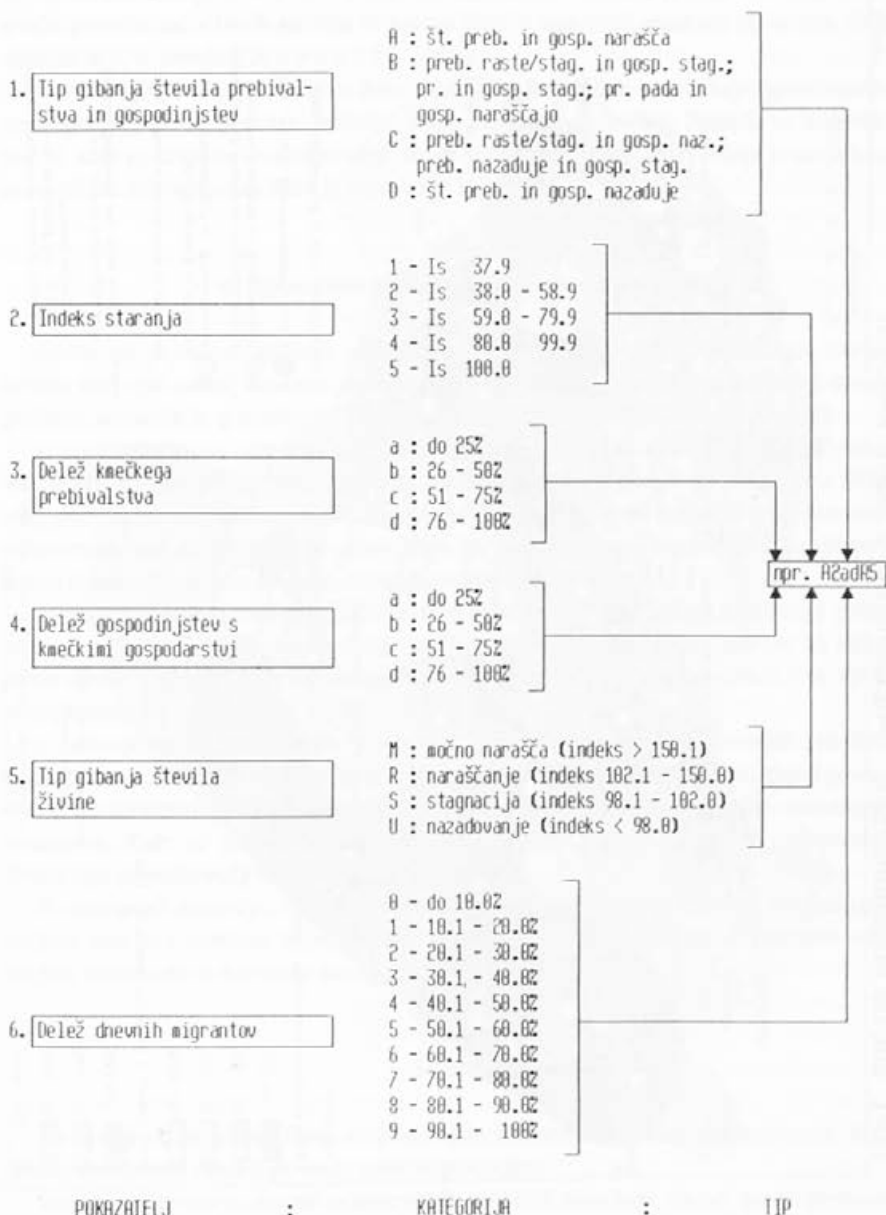 A : št. preb. in gosp. narašča
B : preb. raste/stag. in gosp. stag.;
pr. in gosp. stag.; pr. pada in
gosp. naraščajo
C : preb. raste/stag. in gosp. naz.;
preb. nazaduje in gosp. stag.
D : št. preb. in gosp. nazaduje
1. Tip gibanja števila prebival-
stva in gospodinjstev
1 - Is 37.9
2 - Is 38.0 - 58.9
3 - Is 59.0 - 79.9
4 - Is 80.0 99.9
5 - Is 100.0
2. Indeks staranja
a : do 25%
b : 26 - 50%
c : 51 - 75%
d : 76 - 100%
3. Delež kmečkega
prebivalstva
npr. A2adR5
a : do 25%
b : 26 - 50%
c : 51 - 75%
d : 76 - 100%
4. Delež gospodinjstev s
kmečkimi gospodarstvi
M : močno narašča (indeks > 150.1)
R : naraščanje (indeks 102.1 - 150.0)
S : stagnacija (indeks 98.1 - 102.0)
U : nazadovanje (indeks < 98.0)
5. Tip gibanja števila
živine
0 - do 10.0%
1 - 10.1 - 20.0%
2 - 20.1 - 30.0%
3 - 30.1, - 40.0%
4 - 40.1 - 50.0%
5 - 50.1 - 60.0%
6 - 60.1 - 70.0%
7 - 70.1 - 80.0%
8 - 80.1 - 90.0%
9 - 90.1 - 100%
6. Delež dnevnih migrantov
POKAZATELJ : KATEGORIJA : TIP